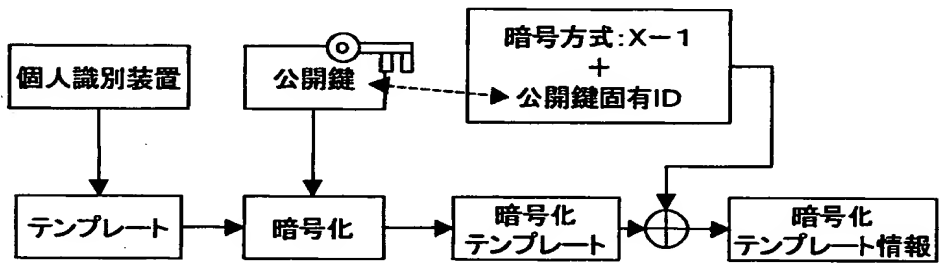 個人識別装置
公開鍵
暗号方式:X-1
+
公開鍵固有ID
テンプレート
暗号化
暗号化
テンプレート
暗号化
テンプレート情報